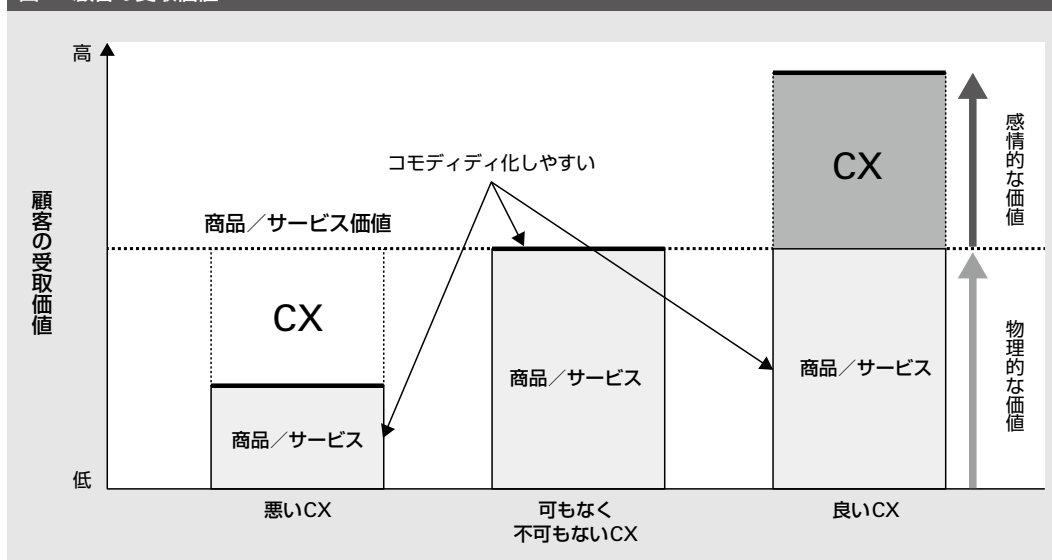 高
コモディディ化しやすい
CX
感情的な価値
商品／サービス価値
顧客の受取価値
CX
商品／サービス
商品／サービス
物理的な価値
商品／サービス
低
悪いCX
可もなく
不可もないCX
良いCX